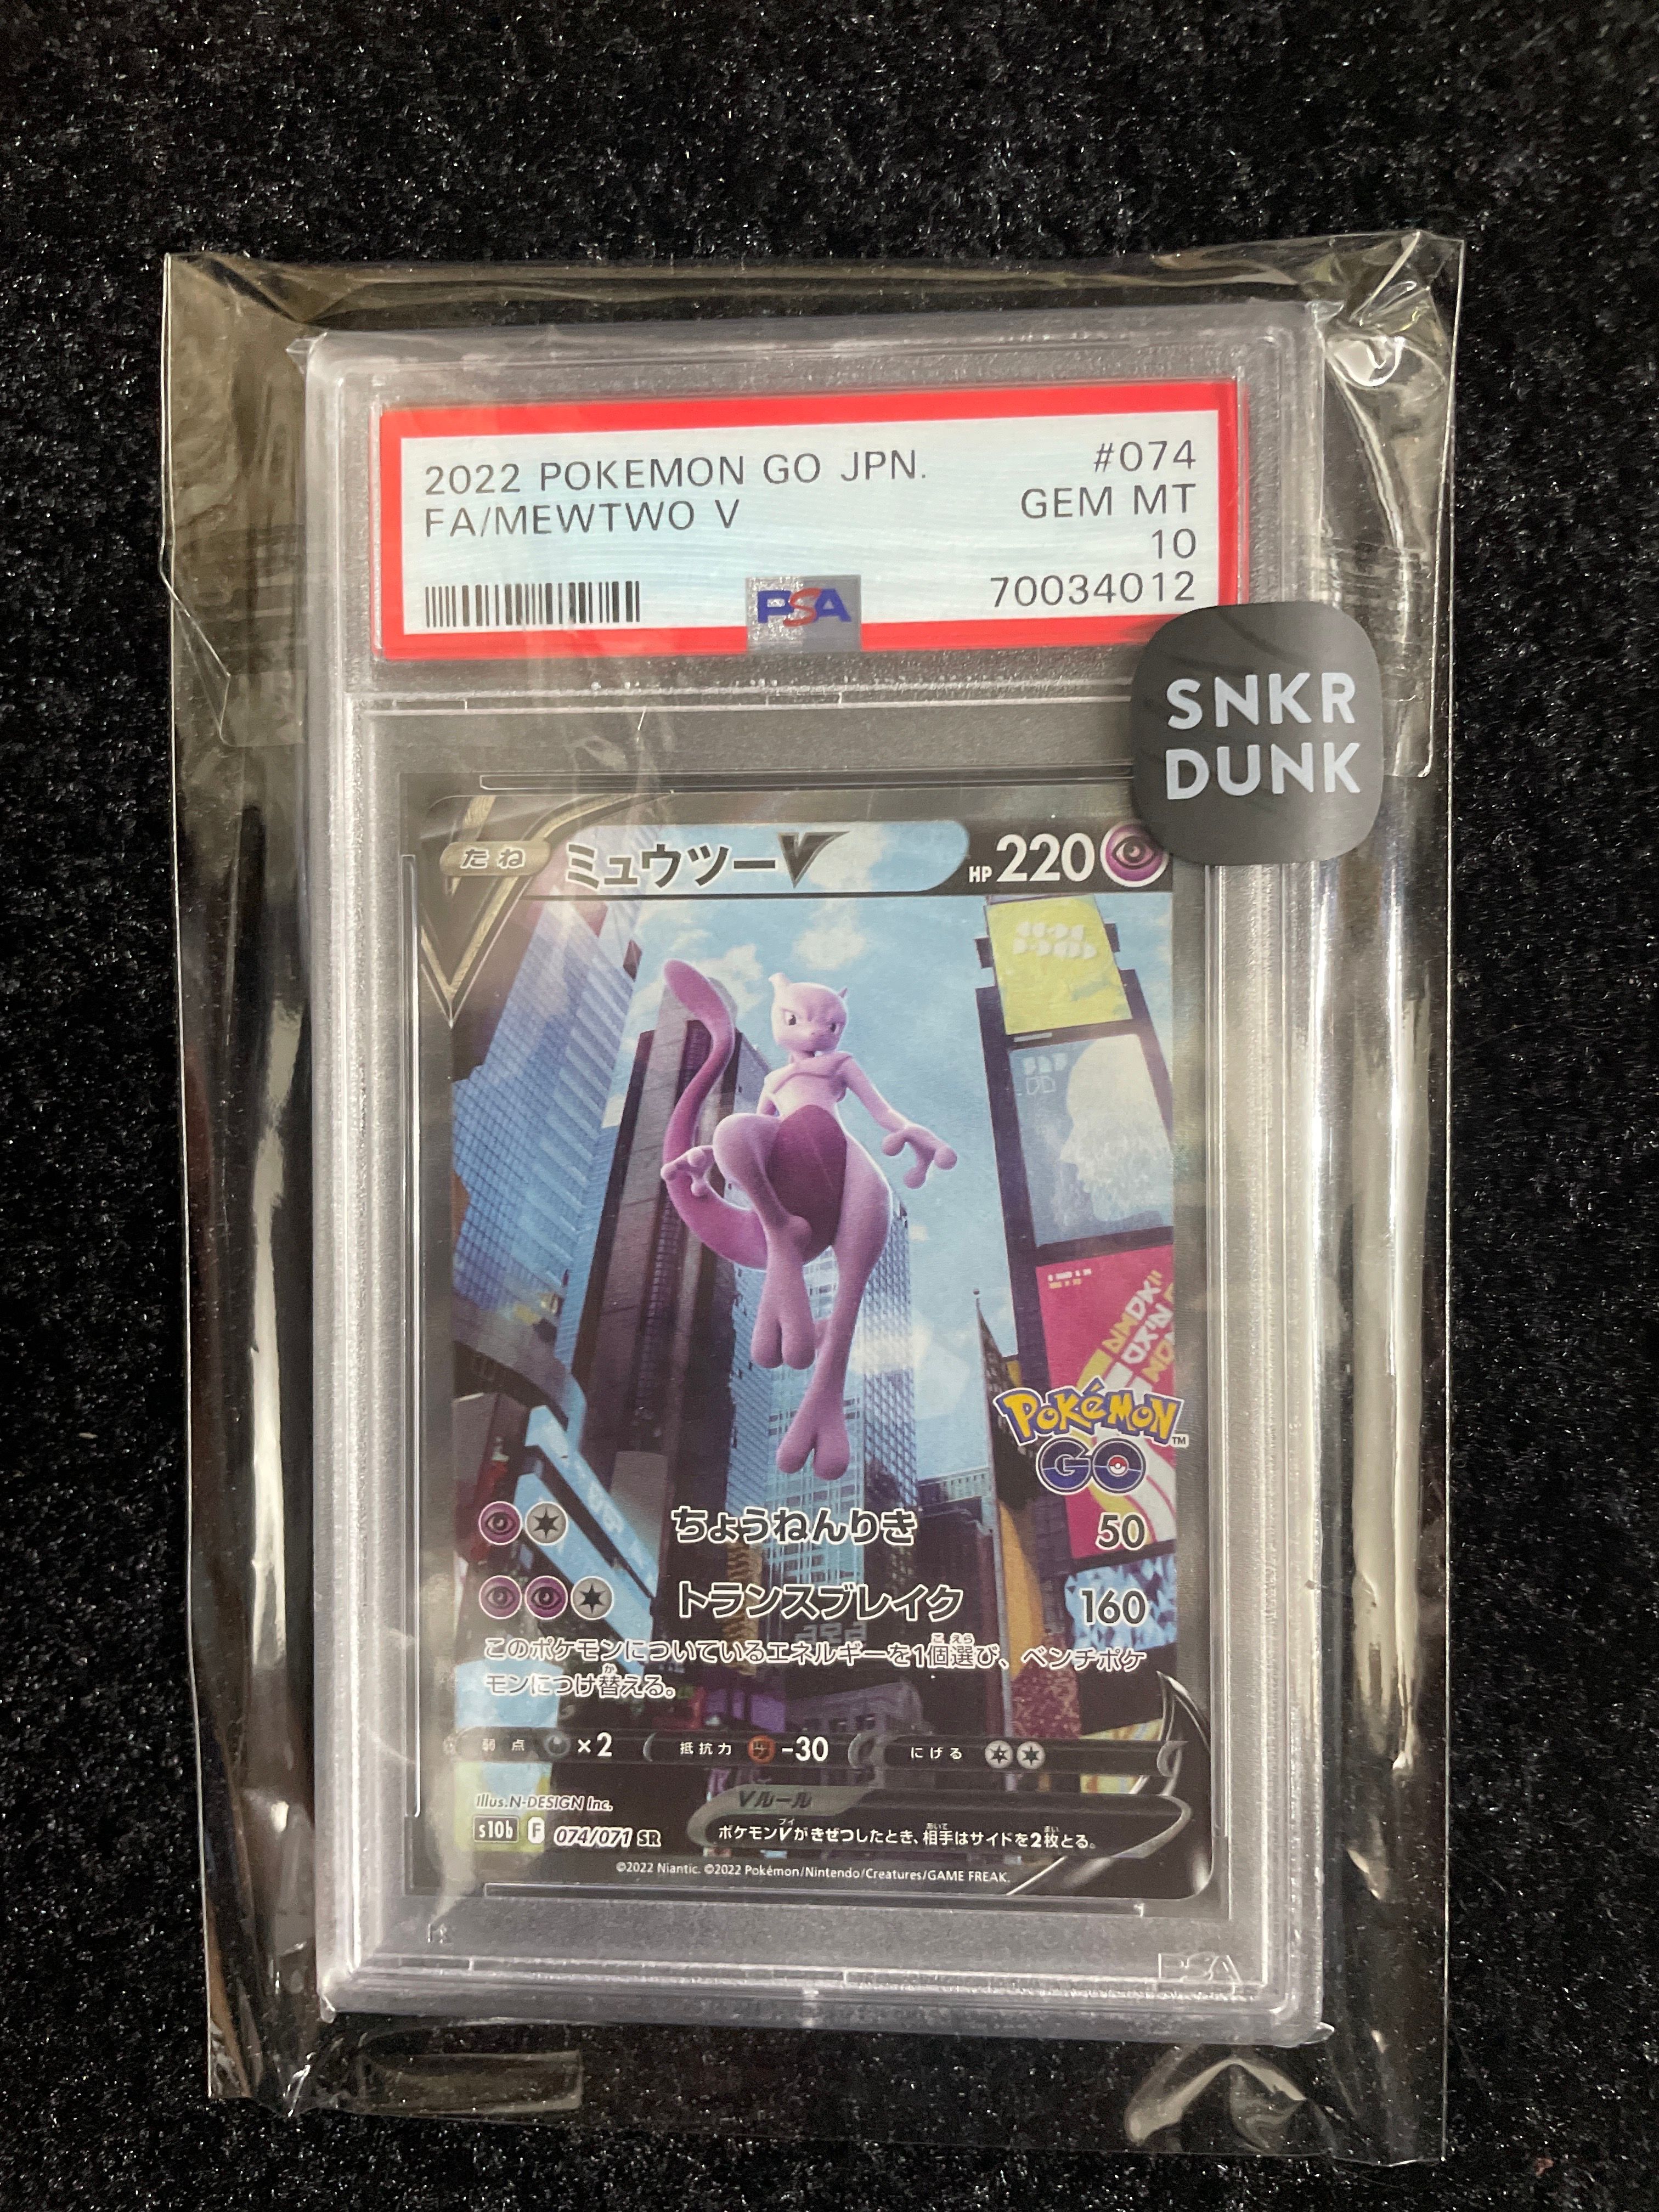 2022 POKEMON GO JPN. #074
FA/MEWTWO V GEM MT
10
70034012
PSA
SNKR
DUNK
たね ミュウツーV HP220
Pokémon™
GO
ちょうねんりき 50
トランスブレイク 160
このポケモンについているエネルギーを1個選び、ベンチポケ
モンにつけ替える。
弱点 ×2 抵抗力 -30 にげる
Illus.N-DESIGN Inc.
Vルール
s10b F 074/071 SR
ポケモンVがきぜつしたとき、相手はサイドを2枚とる。
©2022 Niantic. ©2022 Pokémon/Nintendo/Creatures/GAME FREAK.
PSA